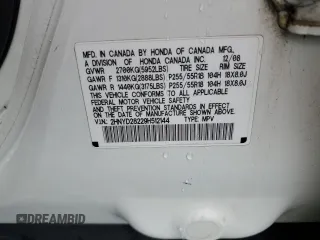 MFD. IN CANADA BY HONDA OF CANADA MFG.,
A DIVISION OF HONDA CANADA INC. 12/08
GVWR 2700KG(5952LBS) TIRE SIZE RIM SIZE
GAWR F 1310KG(2888LBS) P255/55R18 104H 18X8.0J
GAWR R 1440KG(3175LBS) P255/55R18 104H 18X8.0J
THIS VEHICLE CONFORMS TO ALL APPLICABLE
FEDERAL MOTOR VEHICLE SAFETY AND
THEFT PREVENTION STANDARDS IN EFFECT ON
THE DATE OF MANUFACTURE SHOWN ABOVE.
V.I.N: 2HNYD28229H512144 TYPE: MPV
DREAMBID